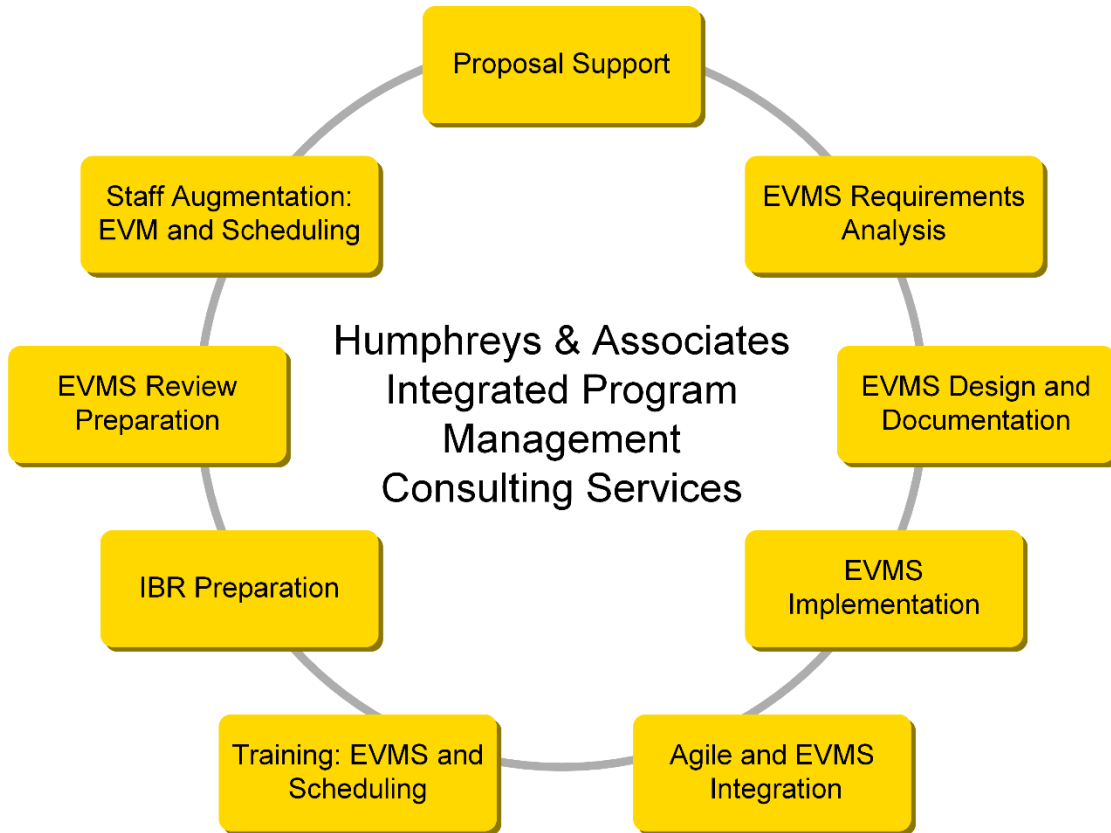 Proposal Support
EVMS Requirements
Analysis
EVMS Design and
Documentation
EVMS
Implementation
Agile and EVMS
Integration
Training: EVMS and
Scheduling
IBR Preparation
EVMS Review
Preparation
Staff Augmentation:
EVM and Scheduling
Humphreys & Associates
Integrated Program
Management
Consulting Services